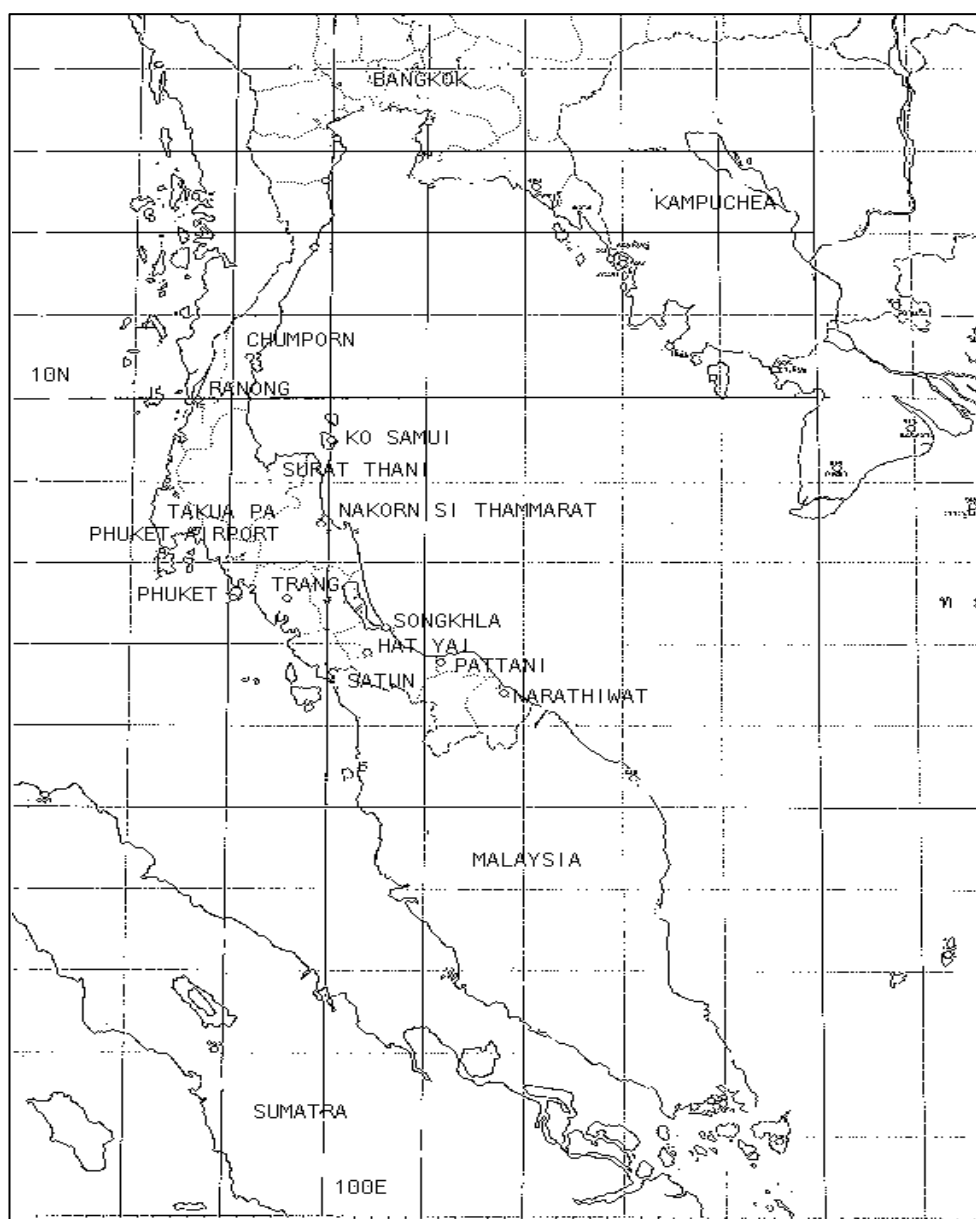 BANGKOK
KAMPUCHEA
CHUMPORN
10N
RANONG
KO SAMUI
SURAT THANI
TAKUA PA
NAKORN SI THAMMARAT
PHUKET AIRPORT
PHUKET
TRANG
SONGKHLA
HAT YAI
PATTANI
SATUN
NARATHIWAT
MALAYSIA
SUMATRA
100E